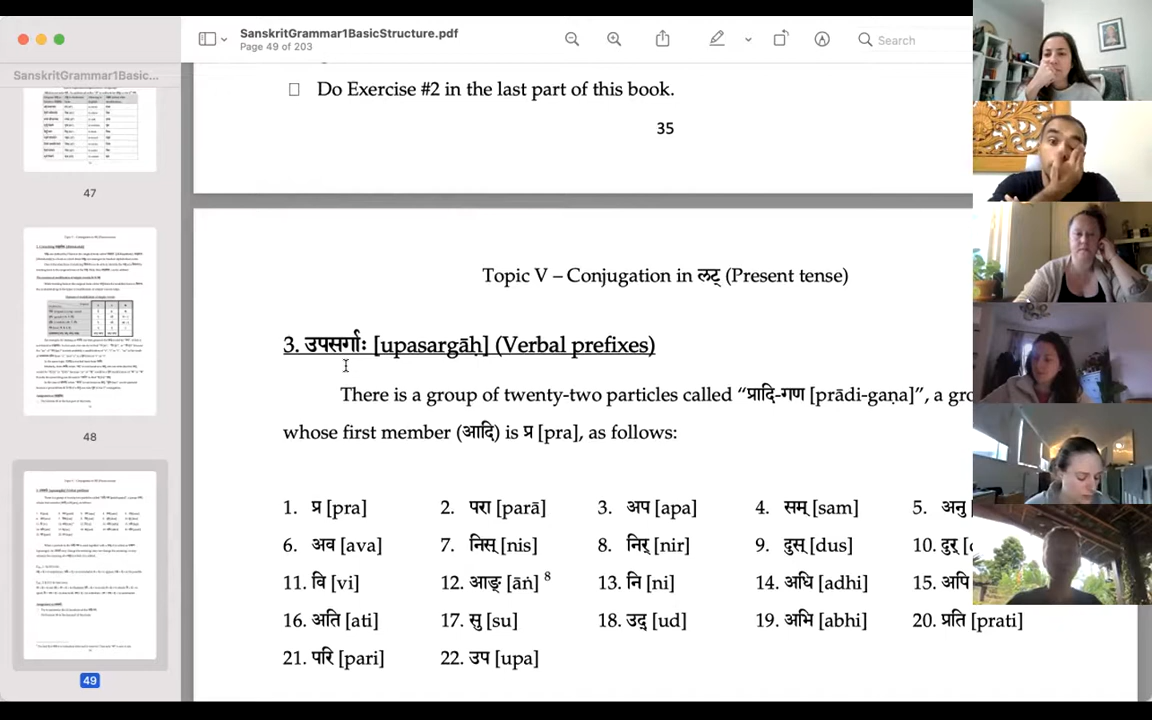 SanskritGrammar1BasicStructure.pdf
Page 49 of 203
Search
SanskritGrammar1Basic...
47
48
49
Do Exercise #2 in the last part of this book.
35
Topic V – Conjugation in लट् (Present tense)
3. उपसर्गाः [upasargāḥ] (Verbal prefixes)
There is a group of twenty-two particles called “प्रादि-गण [prādi-gaṇa]”, a
whose first member (आदि) is प्र [pra], as follows:
1. प्र [pra] 2. परा [parā] 3. अप [apa] 4. सम् [sam] 5. अनु
6. अव [ava] 7. निस् [nis] 8. निर् [nir] 9. दुस् [dus] 10. दुर्
11. वि [vi] 12. आङ् [āṅ] 8 13. नि [ni] 14. अधि [adhi] 15. अपि
16. अति [ati] 17. सु [su] 18. उद् [ud] 19. अभि [abhi] 20. प्रति [prati]
21. परि [pari] 22. उप [upa]